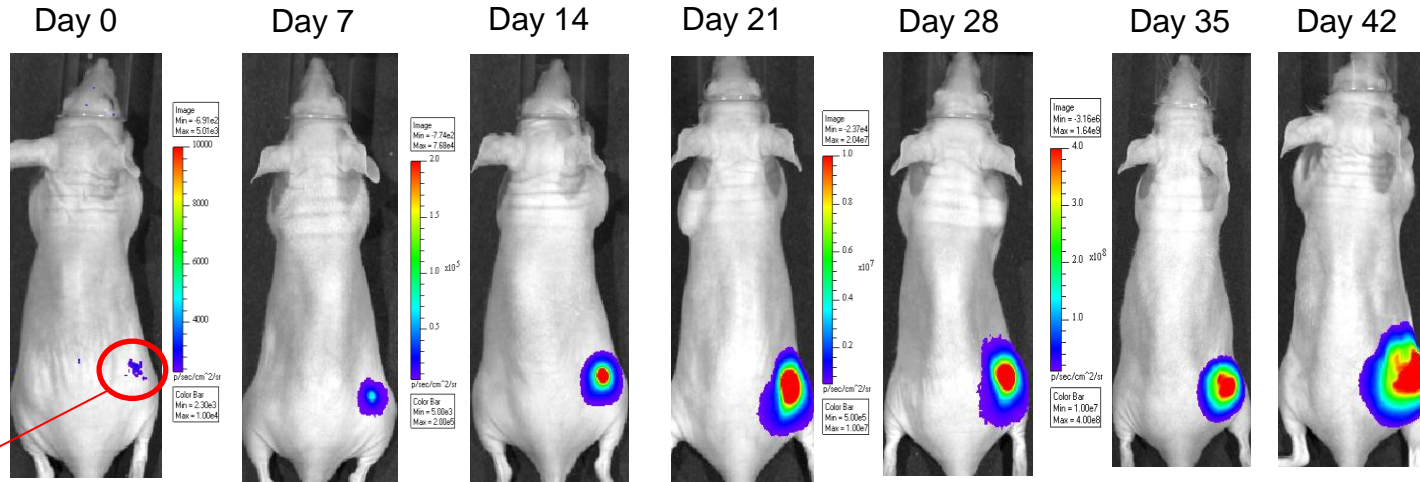 Day 0
Day 7
Day 14
Day 21
Day 28
Day 35
Day 42
Image
Min = -6.91e2
Max = 5.01e3
10000
8000
6000
4000
p/sec/cm^2/sr
Color Bar
Min = 2.30e3
Max = 1.00e4
Image
Min = -7.74e2
Max = 7.68e4
2.0
1.5
1.0
x10^5
0.5
p/sec/cm^2/sr
Color Bar
Min = 5.00e3
Max = 2.00e5
Image
Min = -2.37e4
Max = 2.04e7
1.0
0.8
0.6
x10^7
0.4
0.2
p/sec/cm^2/sr
Color Bar
Min = 5.00e5
Max = 1.00e7
Image
Min = -3.16e6
Max = 1.64e9
4.0
3.0
2.0
x10^8
1.0
p/sec/cm^2/sr
Color Bar
Min = 1.00e7
Max = 4.00e8